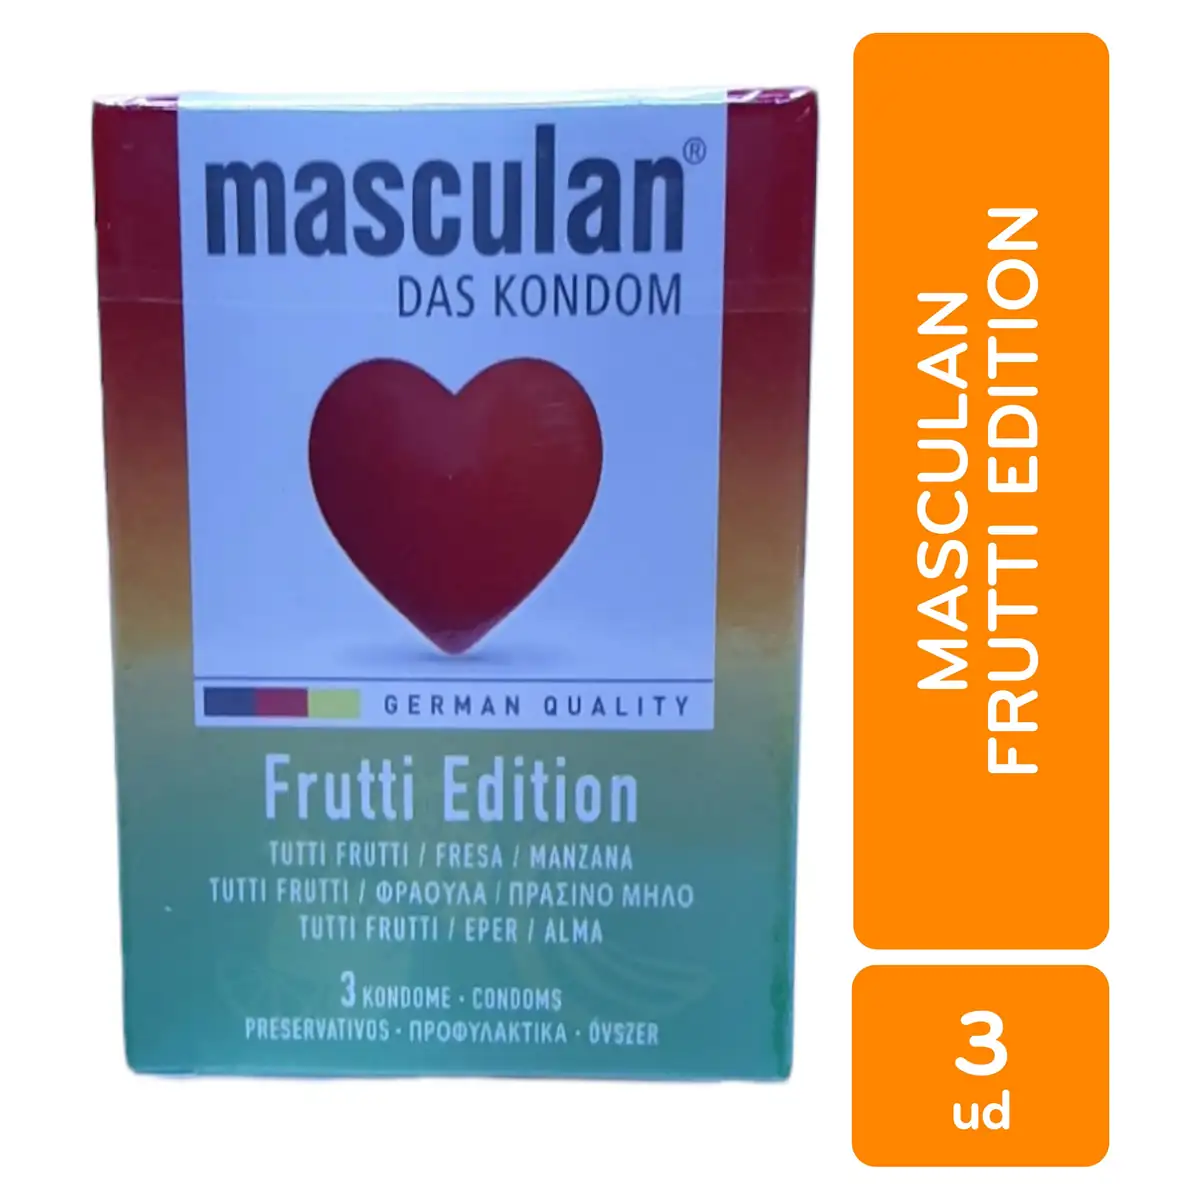 masculan®
DAS KONDOM
GERMAN QUALITY
Frutti Edition
TUTTI FRUTTI / FRESA / MANZANA
TUTTI FRUTTI / ΦΡΑΟΥΛΑ / ΠΡΑΣΙΝΟ ΜΗΛΟ
TUTTI FRUTTI / EPER / ALMA
3 KONDOME · CONDOMS
PRESERVATIVOS · ΠΡΟΦΥΛΑΚΤΙΚΑ · ÓVSZER
MASCULAN
FRUTTI EDITION
3
ud